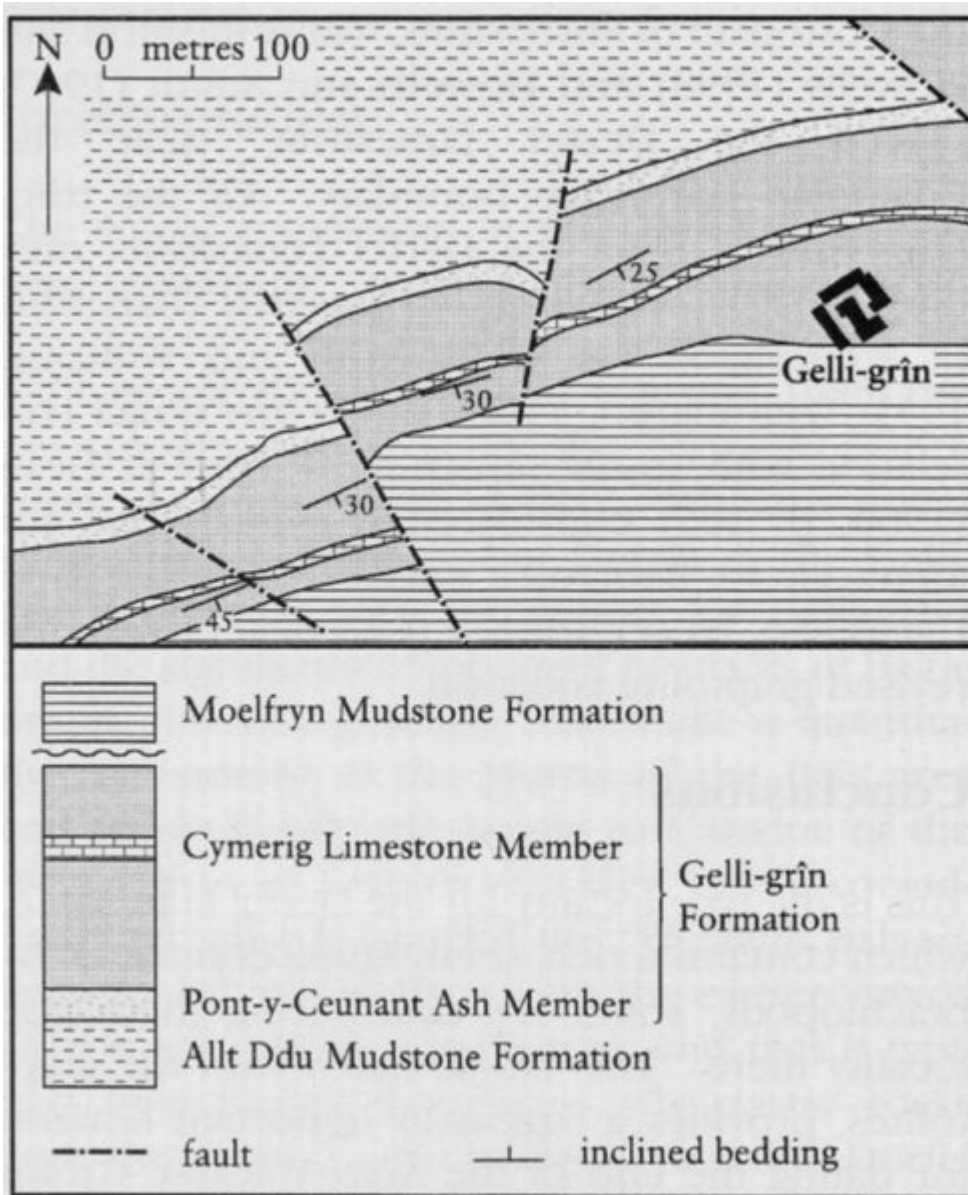 N 0 metres 100
25
Gelli-grîn
30
30
45
Moelfryn Mudstone Formation
Cymerig Limestone Member
Gelli-grîn
Formation
Pont-y-Ceunant Ash Member
Allt Ddu Mudstone Formation
fault
inclined bedding